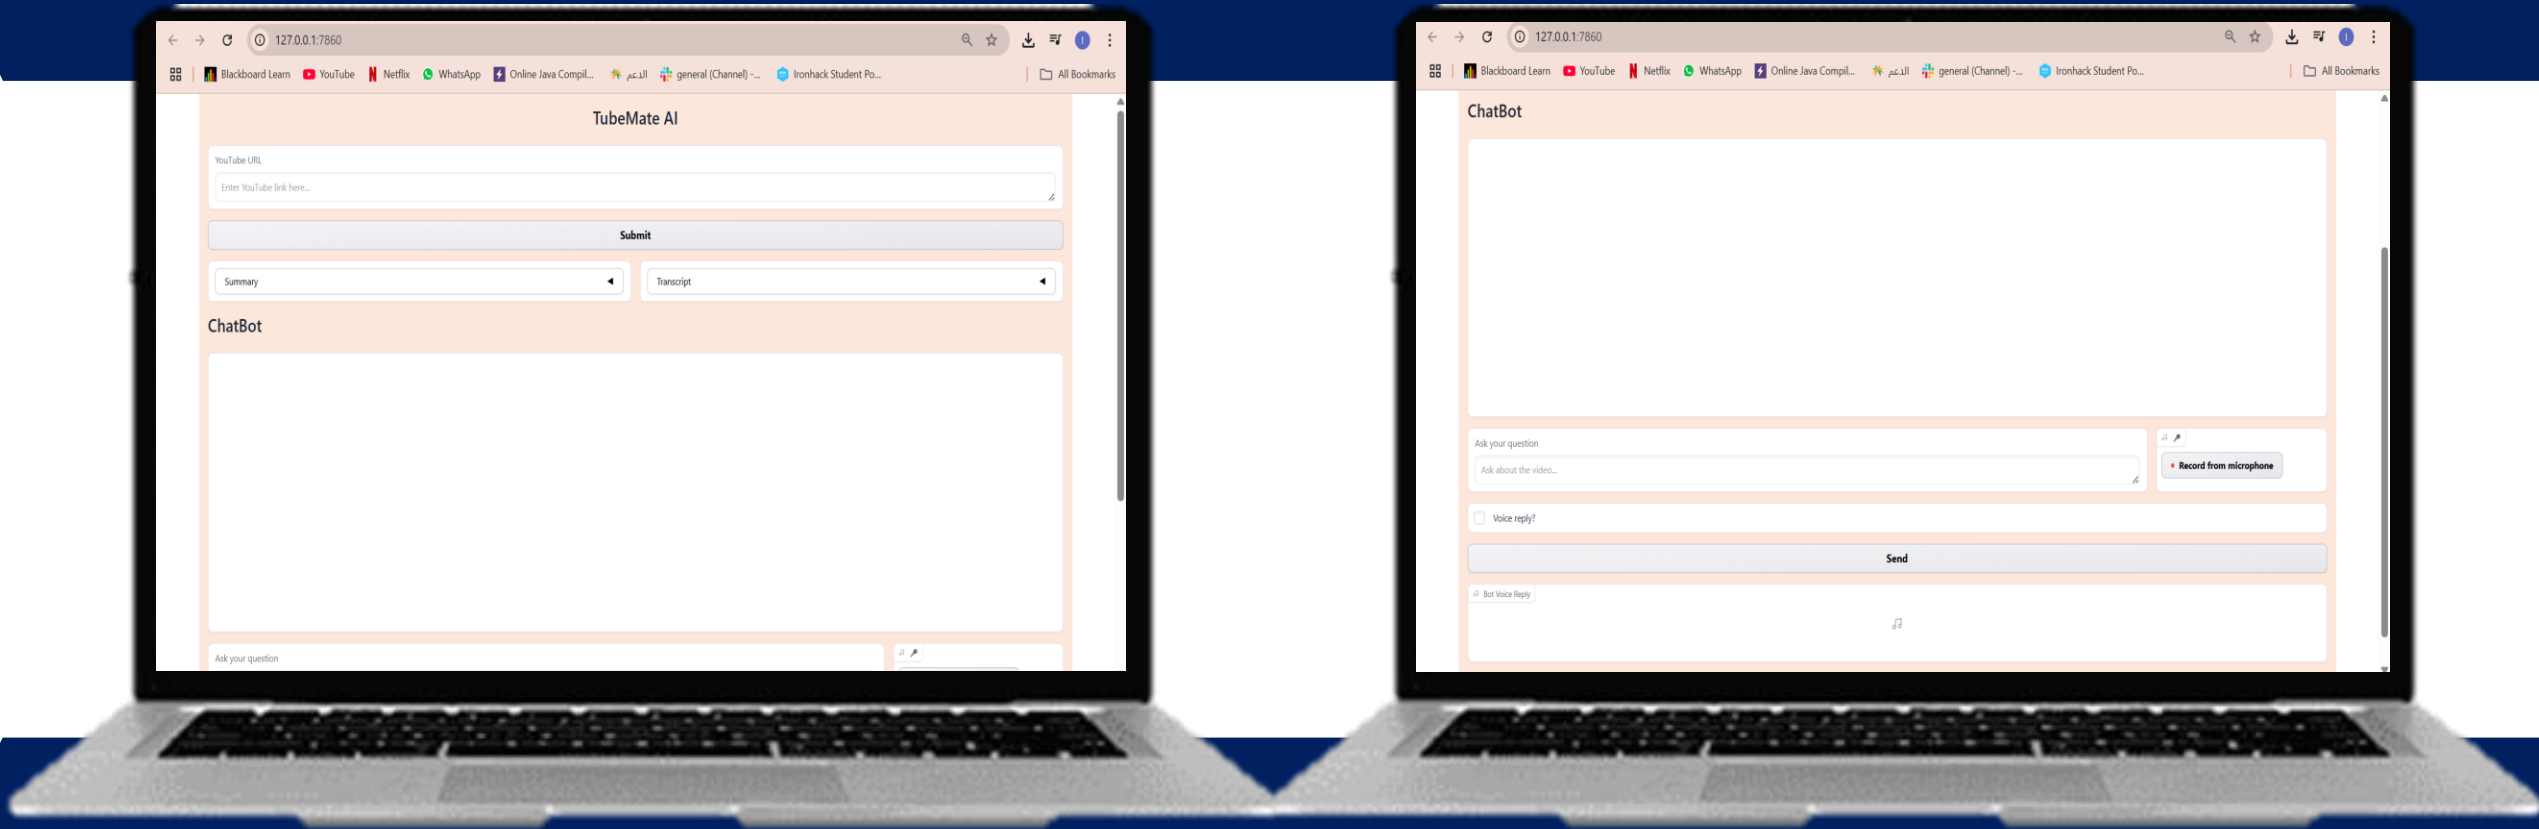 127.0.0.1:7860
Blackboard Learn YouTube Netflix WhatsApp Online Java Compil... الدعم general (Channel) -... Ironhack Student Po... All Bookmarks
TubeMate AI
YouTube URL
Enter YouTube link here...
Submit
Summary
Transcript
ChatBot
Ask your question
127.0.0.1:7860
Blackboard Learn YouTube Netflix WhatsApp Online Java Compil... الدعم general (Channel) -... Ironhack Student Po... All Bookmarks
ChatBot
Ask your question
Ask about the video...
Record from microphone
Voice reply?
Send
Bot Voice Reply